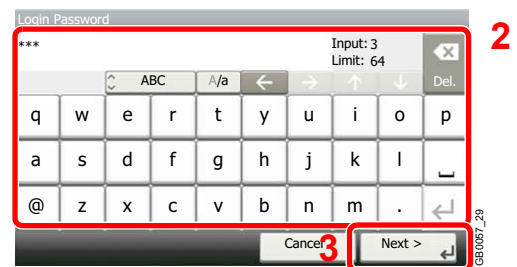 Login Password
2
***
Input: 3
Limit: 64
Del.
ABC A/a
q w e r t y u i o p
a s d f g h j k l
@ z x c v b n m .
Cancel Next >
3
GB0057_29